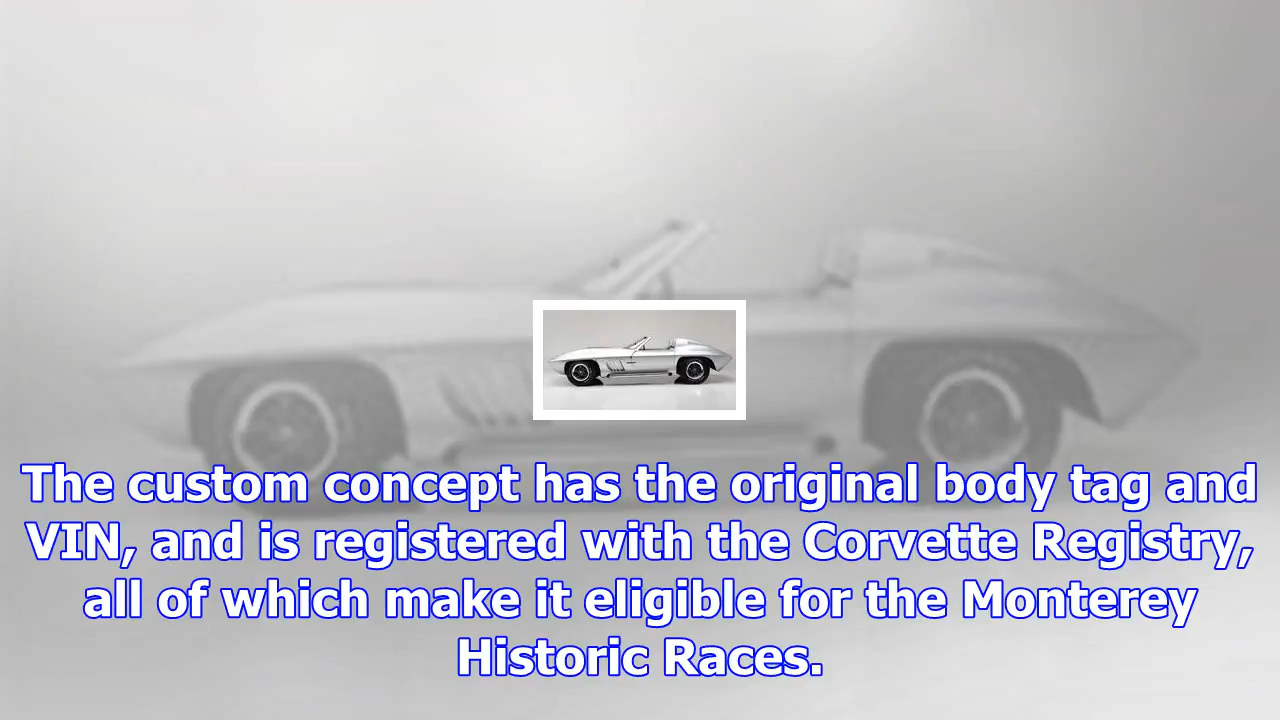 The custom concept has the original body tag and
VIN, and is registered with the Corvette Registry,
all of which make it eligible for the Monterey
Historic Races.